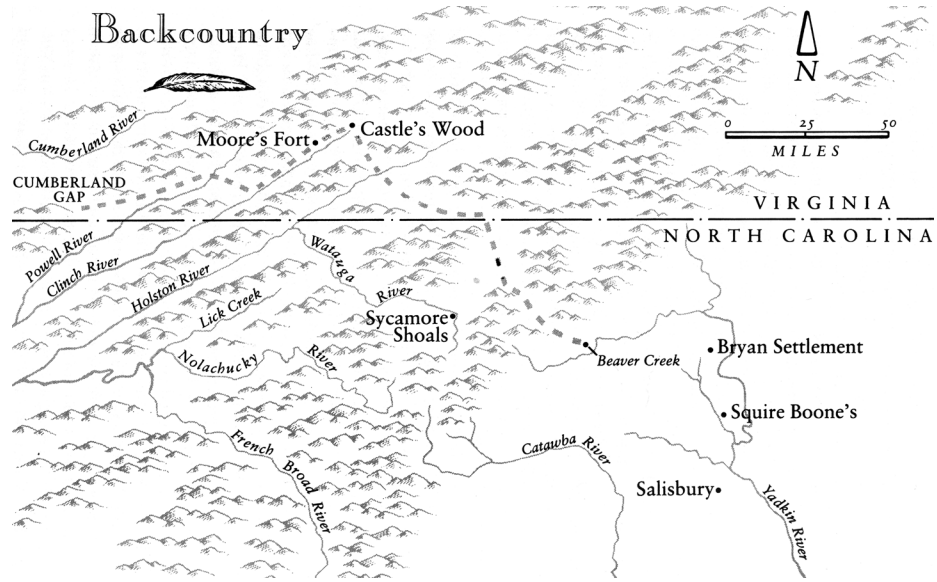 Backcountry
N
0 25 50
MILES
Cumberland River
Moore's Fort
Castle's Wood
CUMBERLAND
GAP
VIRGINIA
NORTH CAROLINA
Powell River
Clinch River
Holston River
Watauga
River
Lick Creek
Sycamore
Shoals
Nolachucky
River
Beaver Creek
Bryan Settlement
Squire Boone's
French Broad River
Catawba River
Salisbury
Yadkin River